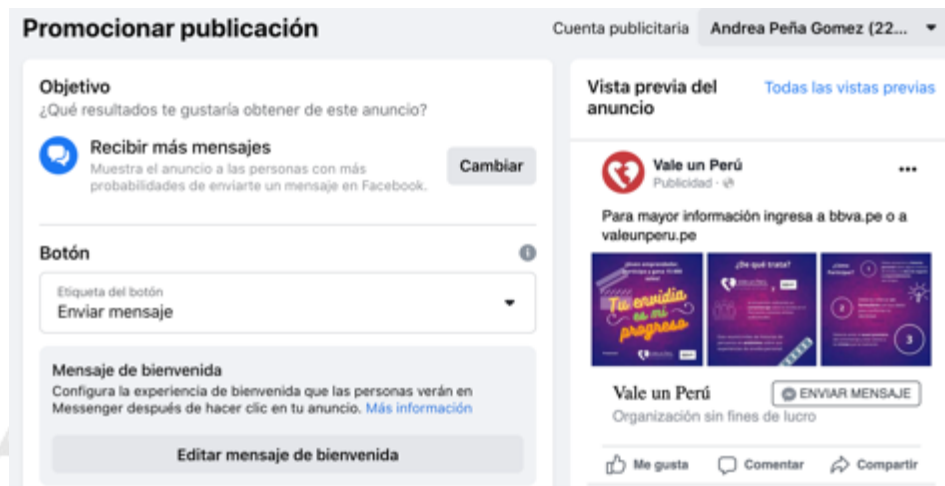 Promocionar publicación
Cuenta publicitaria Andrea Peña Gomez (22...
Objetivo
¿Qué resultados te gustaría obtener de este anuncio?
Recibir más mensajes
Muestra el anuncio a las personas con más
probabilidades de enviarte un mensaje en Facebook.
Cambiar
Botón
Etiqueta del botón
Enviar mensaje
Mensaje de bienvenida
Configura la experiencia de bienvenida que las personas verán en
Messenger después de hacer clic en tu anuncio. Más información
Editar mensaje de bienvenida
Vista previa del
anuncio
Todas las vistas previas
Vale un Perú
Publicidad
Para mayor información ingresa a bbva.pe o a
valeunperu.pe
Tu envidia
es mi
progreso
¿De qué trata?
¿Cómo
Participa?
1
2
3
Vale un Perú
ENVIAR MENSAJE
Organización sin fines de lucro
Me gusta Comentar Compartir